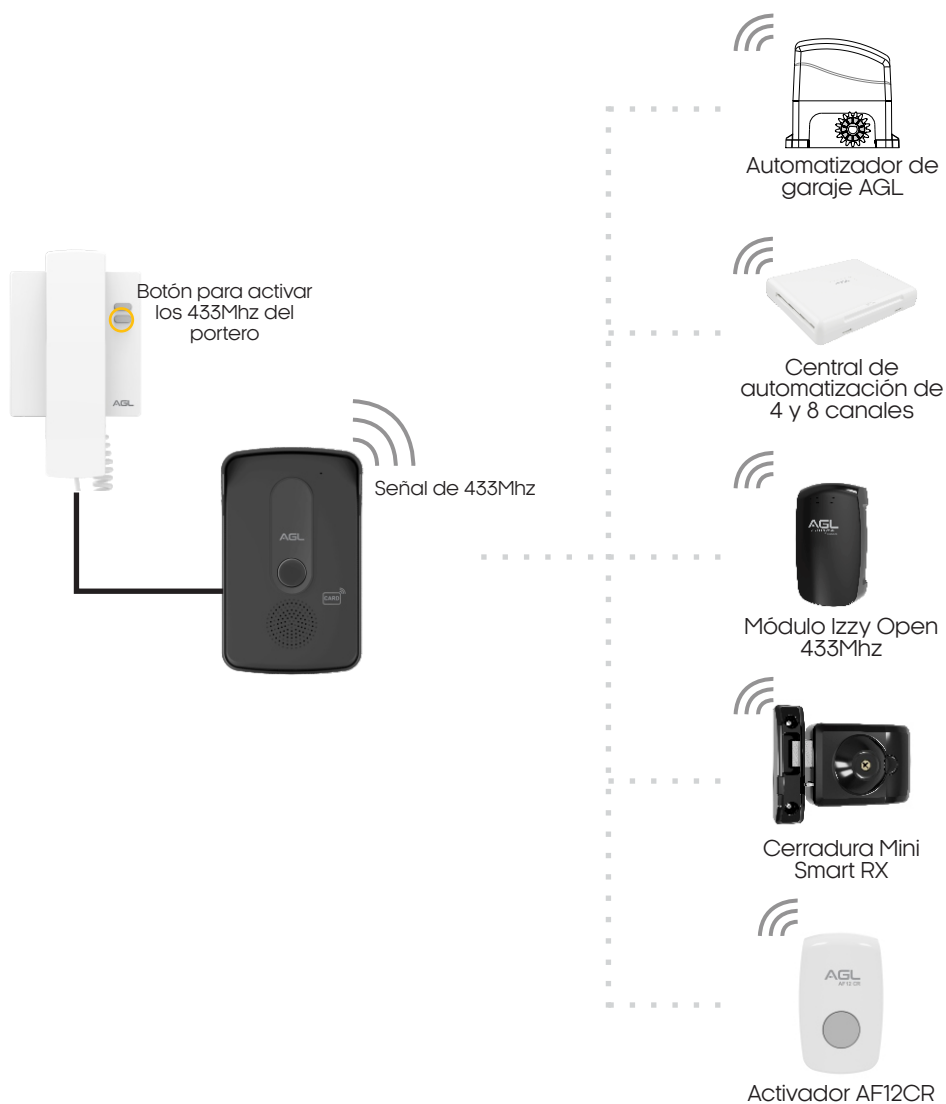 Automatizador de
garaje AGL
Botón para activar
los 433Mhz del
portero
AGL
Central de
automatización de
4 y 8 canales
Señal de 433Mhz
AGL
CARD
AGL
Módulo Izzy Open
433Mhz
Cerradura Mini
Smart RX
AGL
AF12 CR
Activador AF12CR